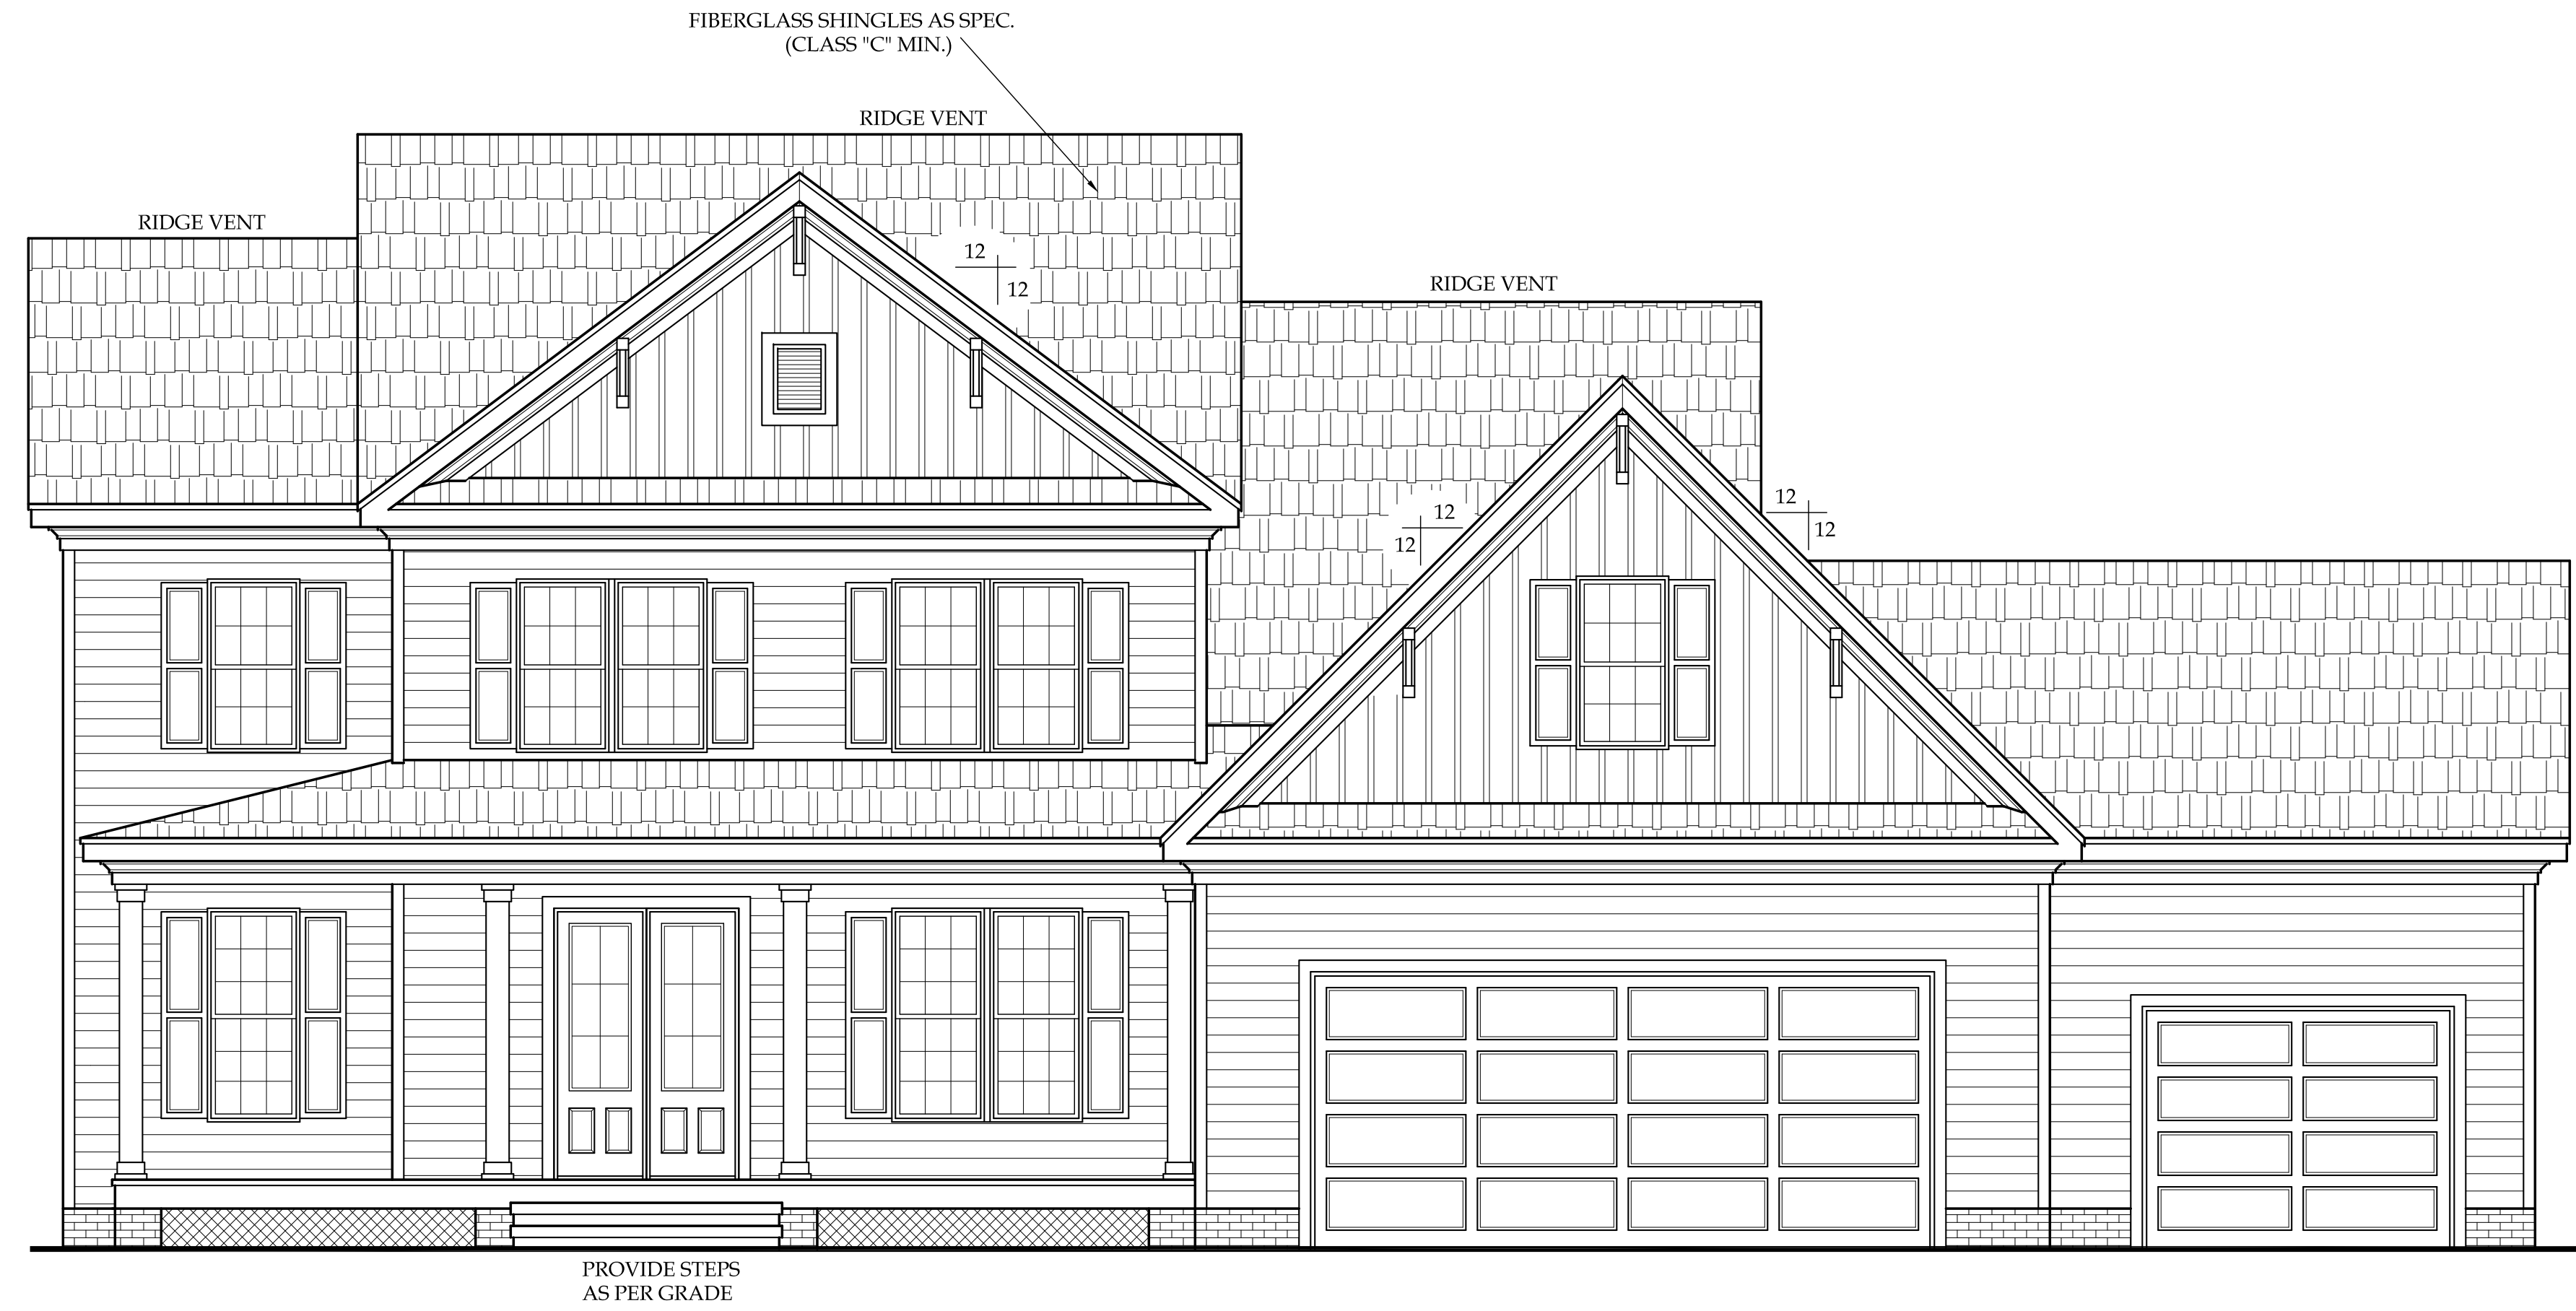 FIBERGLASS SHINGLES AS SPEC.
(CLASS "C" MIN.)
RIDGE VENT
RIDGE VENT
12
12
RIDGE VENT
12
12
12
12
PROVIDE STEPS
AS PER GRADE